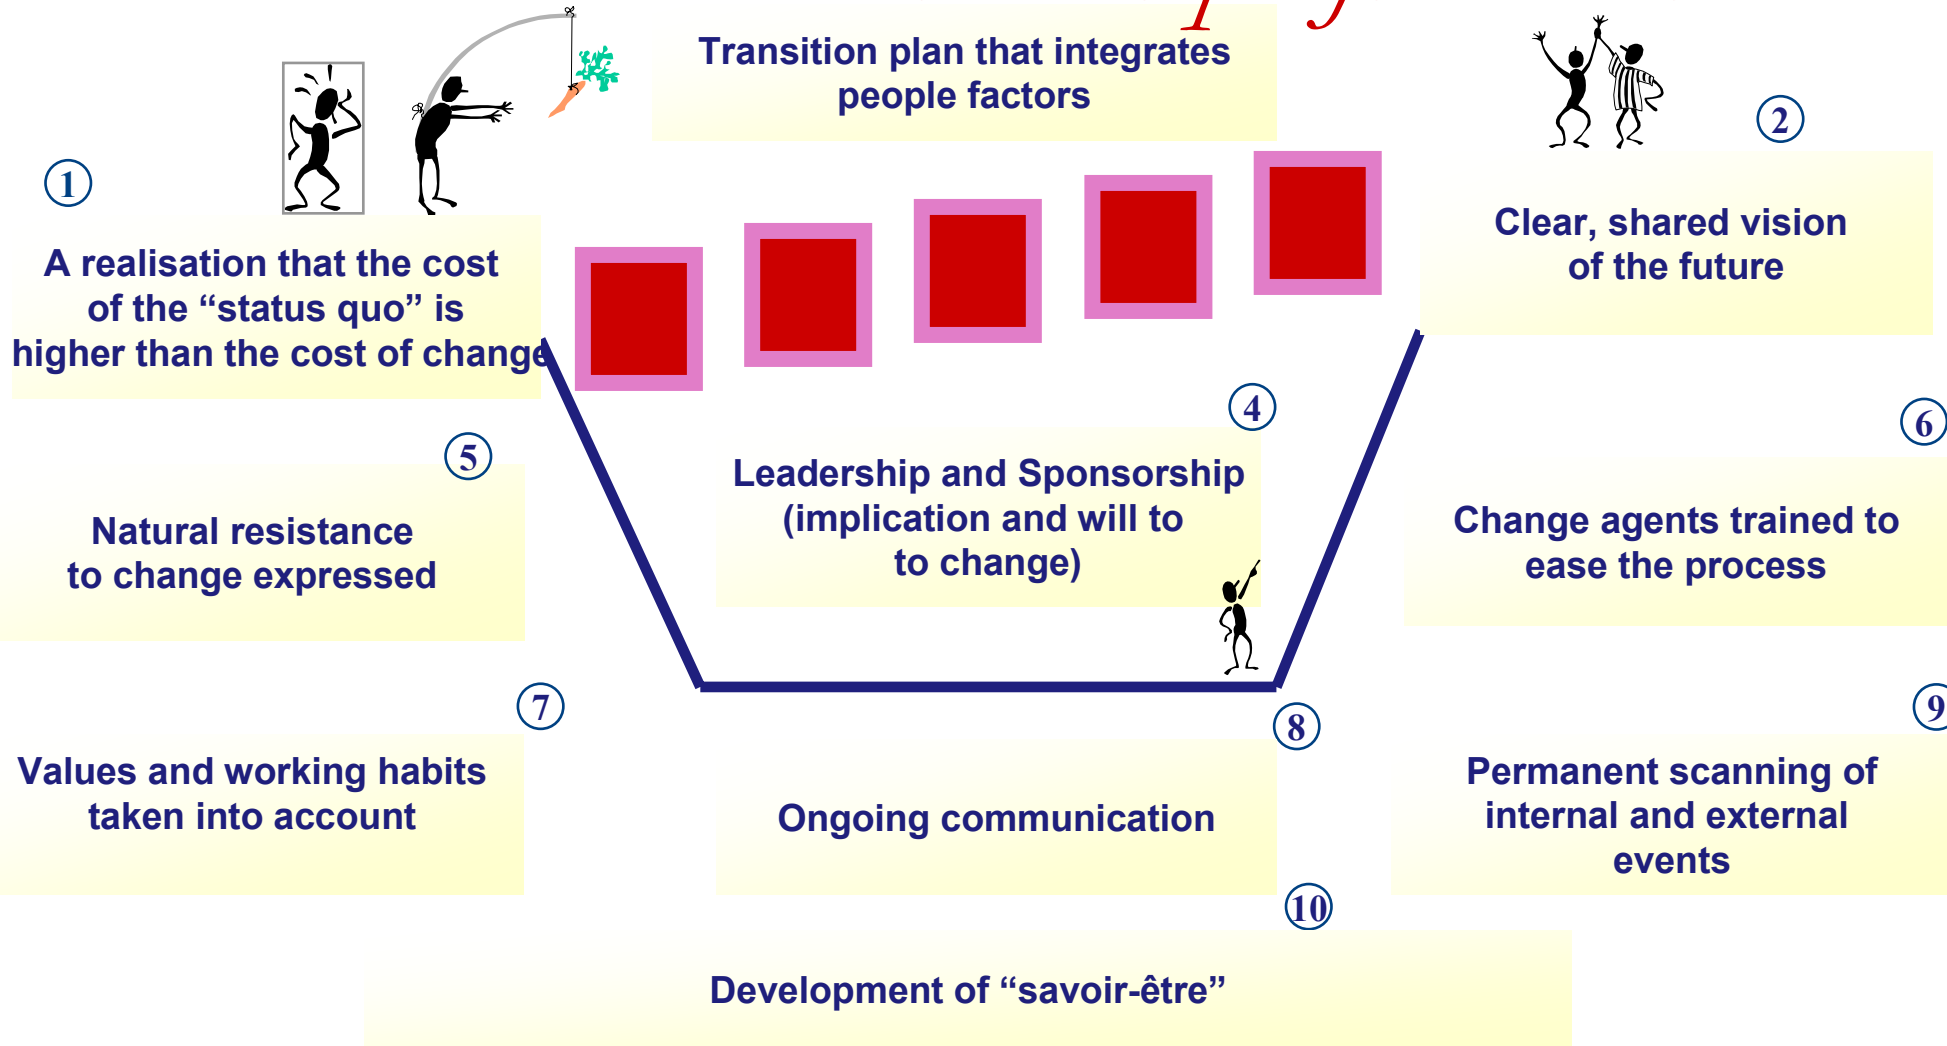 Transition plan that integrates
people factors
2
1
Clear, shared vision
of the future
A realisation that the cost
of the “status quo” is
higher than the cost of change
4
Leadership and Sponsorship
(implication and will to
to change)
5
Natural resistance
to change expressed
6
Change agents trained to
ease the process
7
Values and working habits
taken into account
8
Ongoing communication
9
Permanent scanning of
internal and external
events
10
Development of “savoir-être”